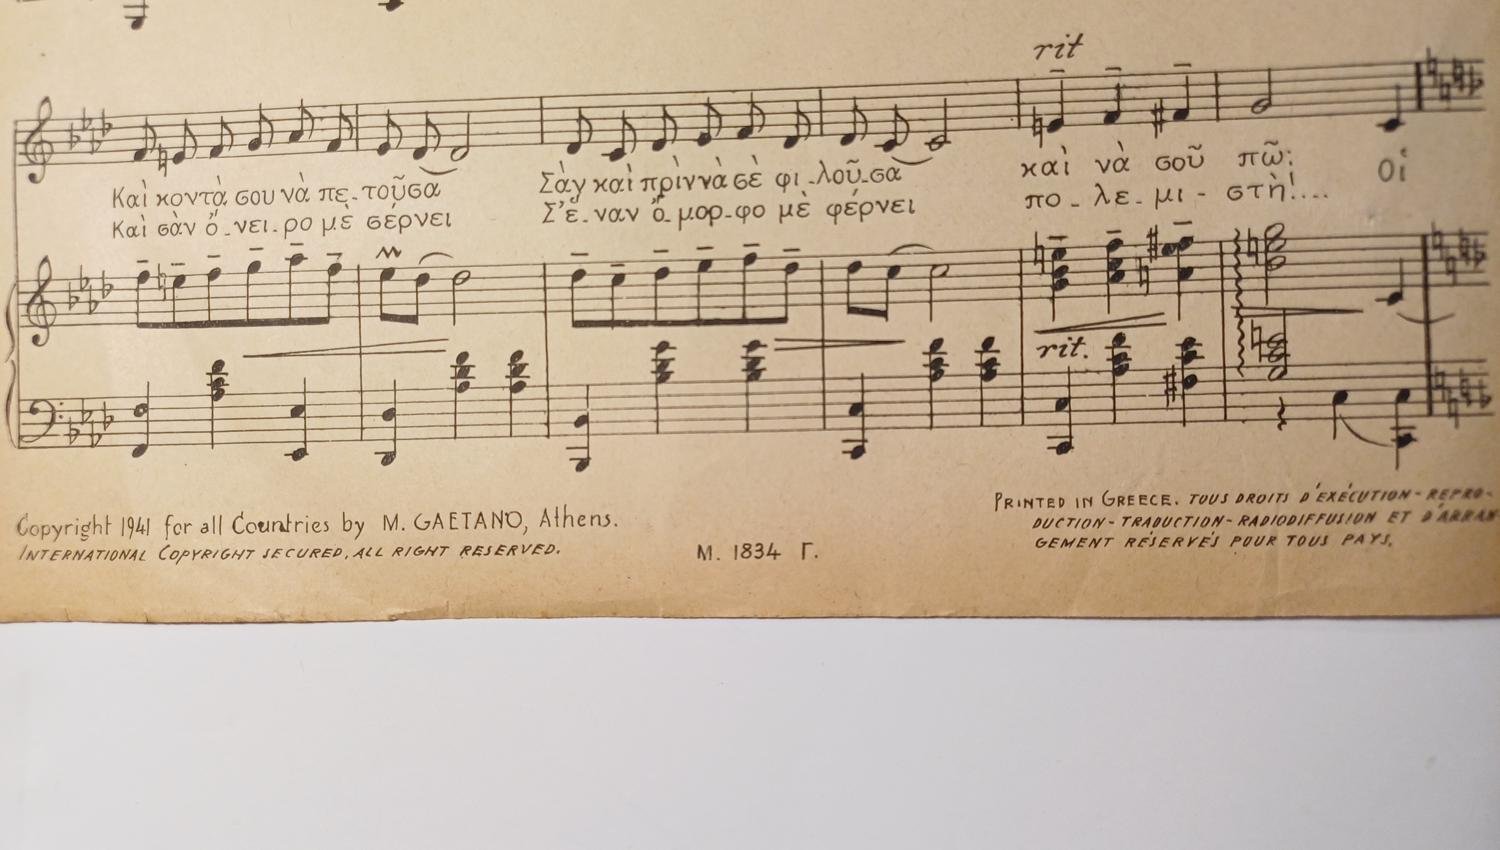 rit
Καὶ κοντά σου νὰ πε-τοῦσα Σὰν καὶ πρὶν νὰ σὲ φι-λοῦ-σα καὶ νὰ σοῦ πῶ; οἱ
Καὶ σὰν ὄ-νει-ρο μὲ σέρνει Σ' ἕ-ναν ὄ-μορ-φο μὲ φέρνει πο-λε-μι-στὴ!....
rit.
Copyright 1941 for all Countries by M. GAETANO, Athens.
INTERNATIONAL COPYRIGHT SECURED, ALL RIGHT RESERVED.
M. 1834 Γ.
PRINTED IN GREECE. TOUS DROITS D'EXÉCUTION-REPRO-
DUCTION-TRADUCTION-RADIODIFFUSION ET D'ARRAN
GEMENT RÉSERVÉS POUR TOUS PAYS.